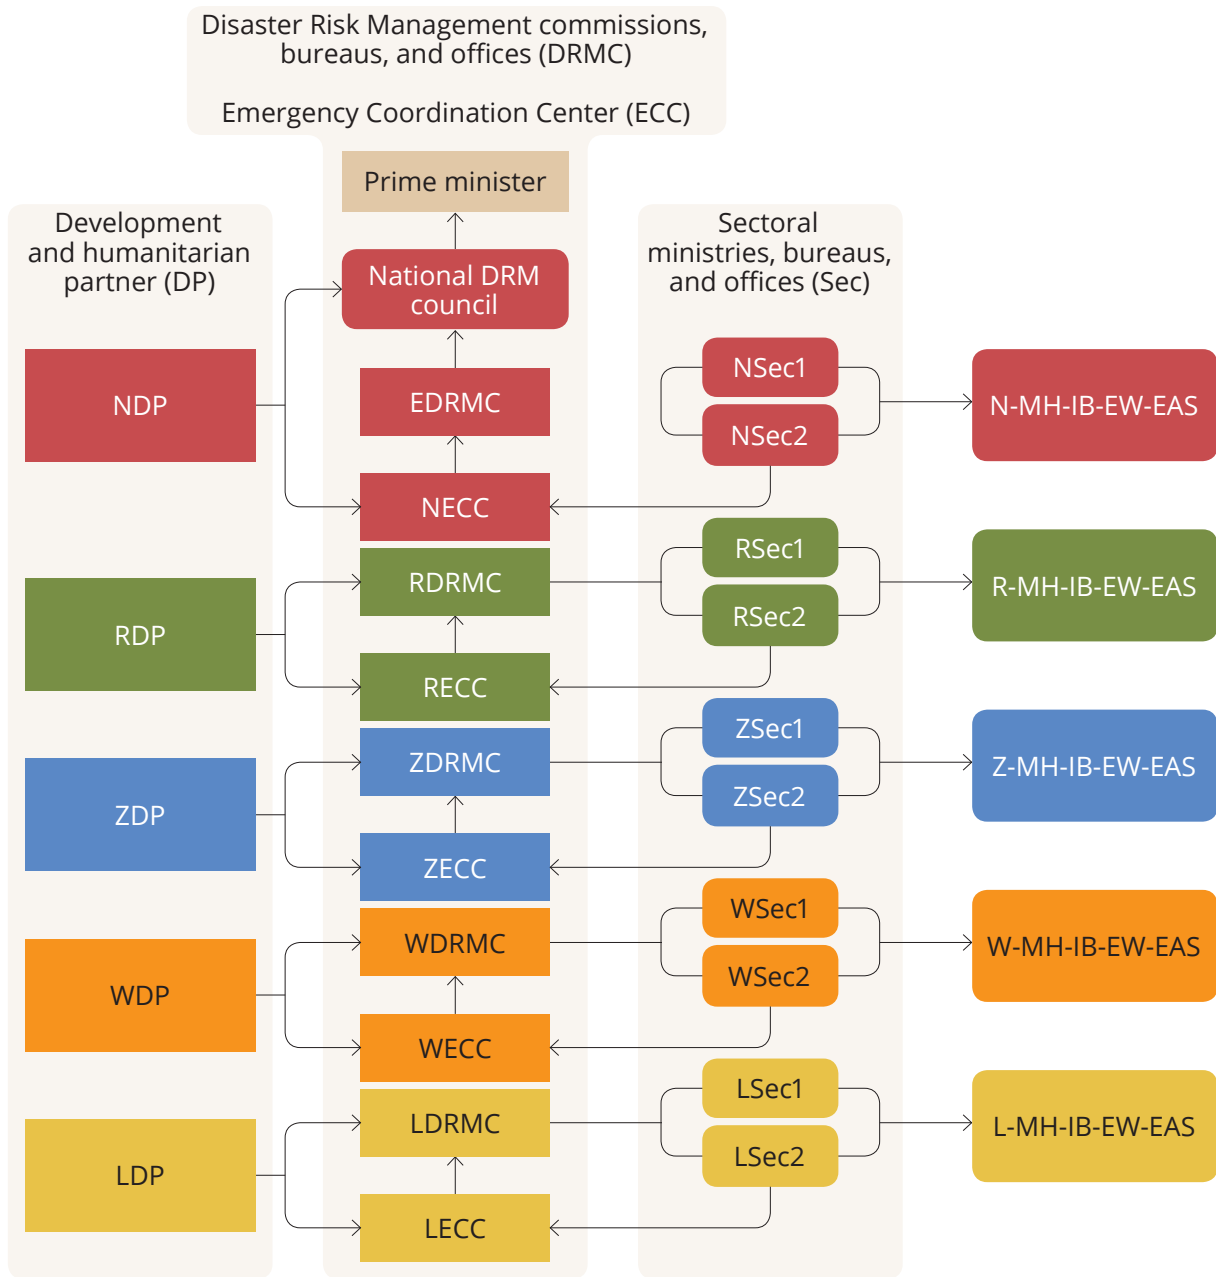 Disaster Risk Management commissions,
bureaus, and offices (DRMC)
Emergency Coordination Center (ECC)
Prime minister
Development
and humanitarian
partner (DP)
Sectoral
ministries, bureaus,
and offices (Sec)
National DRM
council
NDP
EDRMC
NECC
NSec1
NSec2
N-MH-IB-EW-EAS
RDP
RDRMC
RECC
RSec1
RSec2
R-MH-IB-EW-EAS
ZDP
ZDRMC
ZECC
ZSec1
ZSec2
Z-MH-IB-EW-EAS
WDP
WDRMC
WECC
WSec1
WSec2
W-MH-IB-EW-EAS
LDP
LDRMC
LECC
LSec1
LSec2
L-MH-IB-EW-EAS